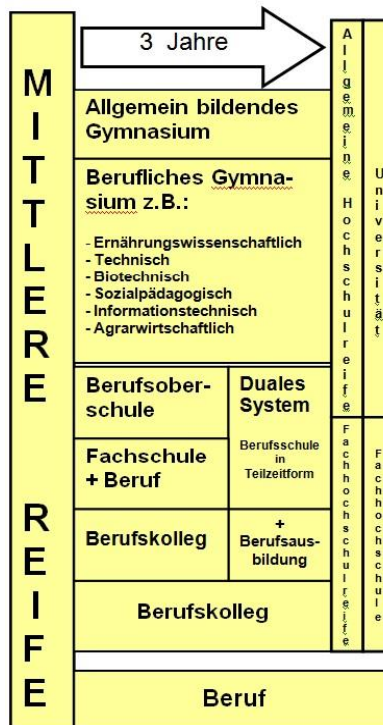 MITTLERE REIFE
3 Jahre
Allgemein bildendes
Gymnasium
Berufliches Gymna-
sium z.B.:
- Ernährungswissenschaftlich
- Technisch
- Biotechnisch
- Sozialpädagogisch
- Informationstechnisch
- Agrarwirtschaftlich
Berufsober-
schule
Duales
System
Berufsschule
in
Teilzeitform
Fachschule
+ Beruf
Berufskolleg
+
Berufsaus-
bildung
Berufskolleg
Beruf
Allgemeine Hochschulreife
Universität
Fachhochschulreife
Fachhochschule